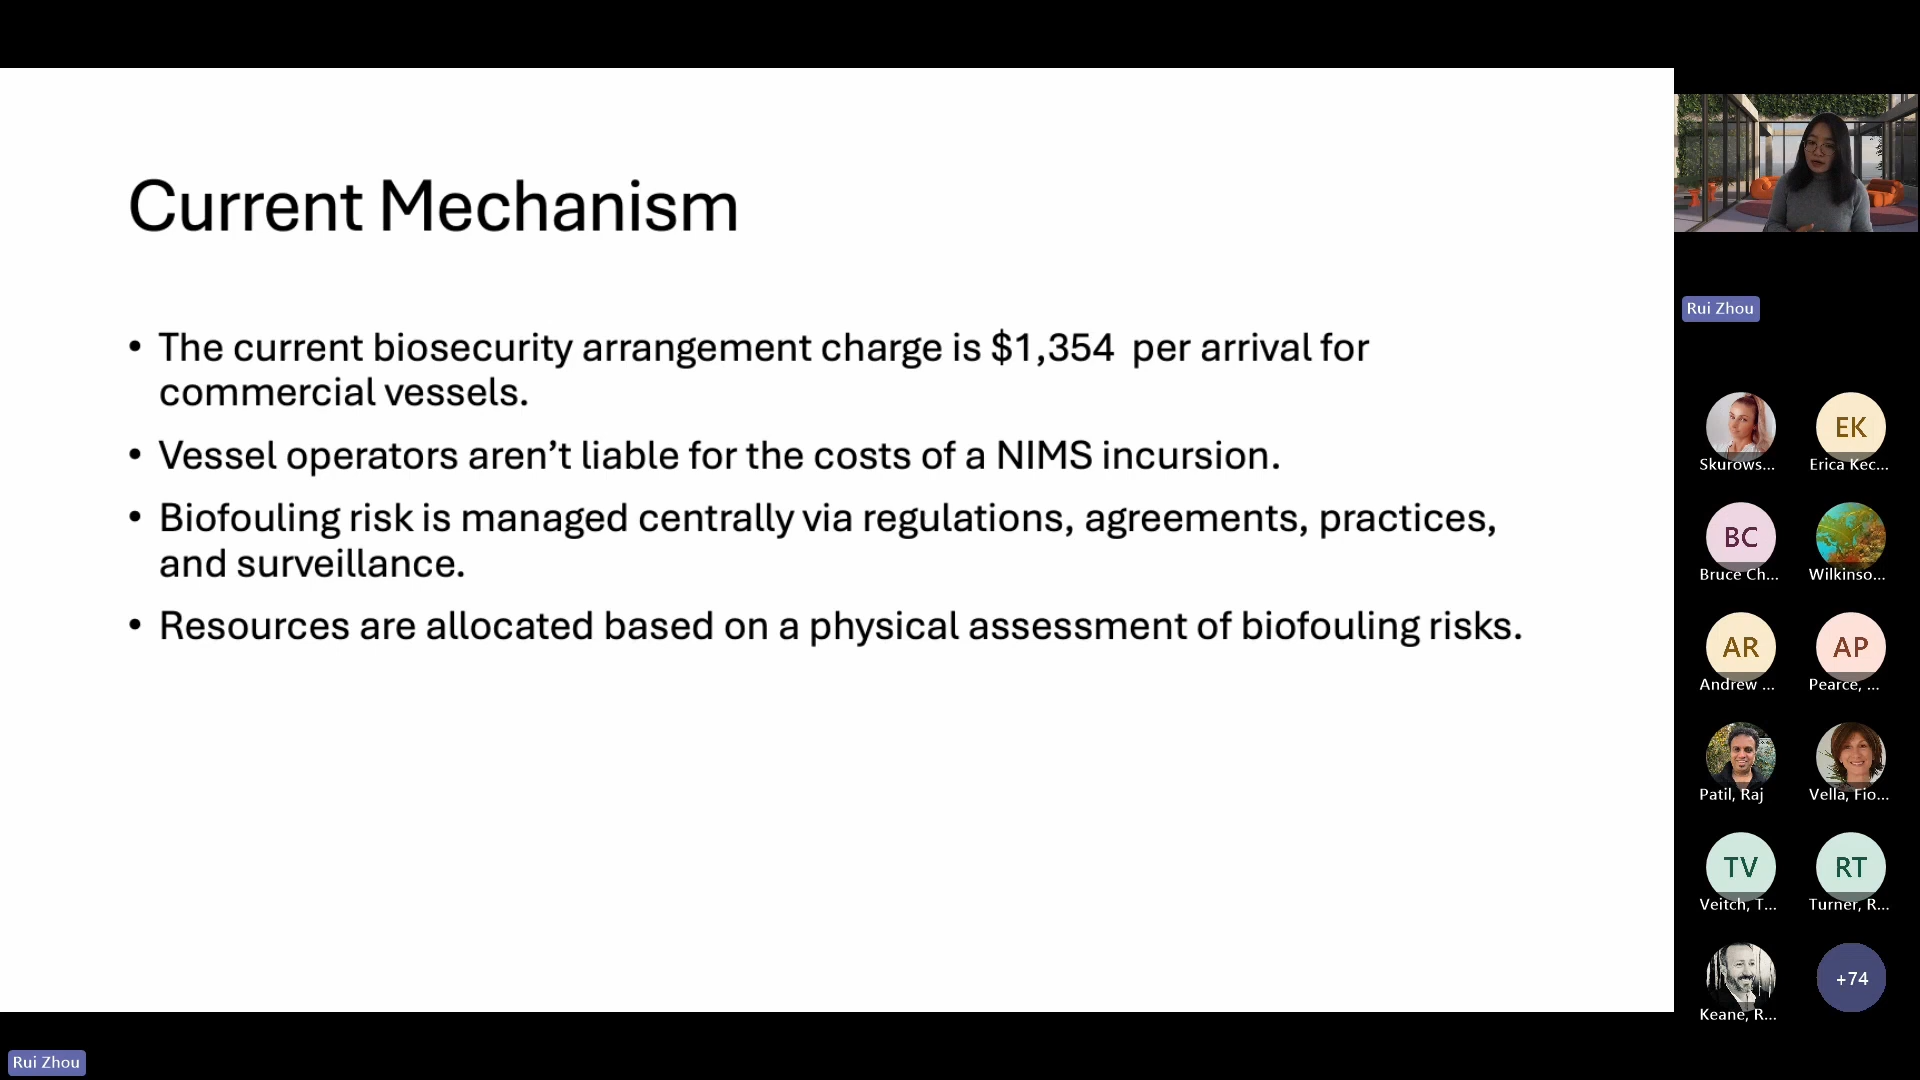 Current Mechanism
• The current biosecurity arrangement charge is $1,354 per arrival for
commercial vessels.
• Vessel operators aren’t liable for the costs of a NIMS incursion.
• Biofouling risk is managed centrally via regulations, agreements, practices,
and surveillance.
• Resources are allocated based on a physical assessment of biofouling risks.
Rui Zhou
Skurows...
EK
Erica Kec...
BC
Bruce Ch...
Wilkinso...
AR
Andrew ...
AP
Pearce, ...
Patil, Raj
Vella, Fio...
TV
Veitch, T...
RT
Turner, R...
Keane, R...
+74
Rui Zhou